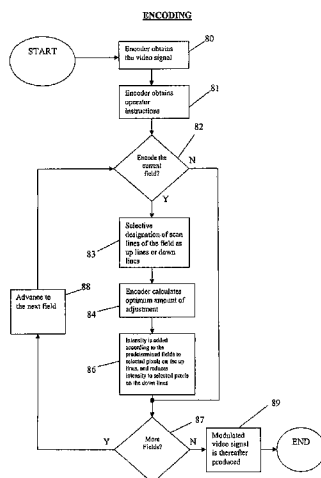 ENCODING
START
Encoder obtains
the video signal
80
Encoder obtains
operator
instructions
81
82
Encode the
current
field?
N
Y
Selective
designation of scan
lines of the field as
up lines or down
lines
83
Encoder calculates
optimum amount of
adjustment
84
Intensity is added
according to the
predetermined fields to
selected pixels on the up
lines, and reduces
intensity to selected pixels
on the down lines
86
Advance to
the next field
88
87
More
Fields?
Y
N
Modulated
video signal
is thereafter
produced
89
END